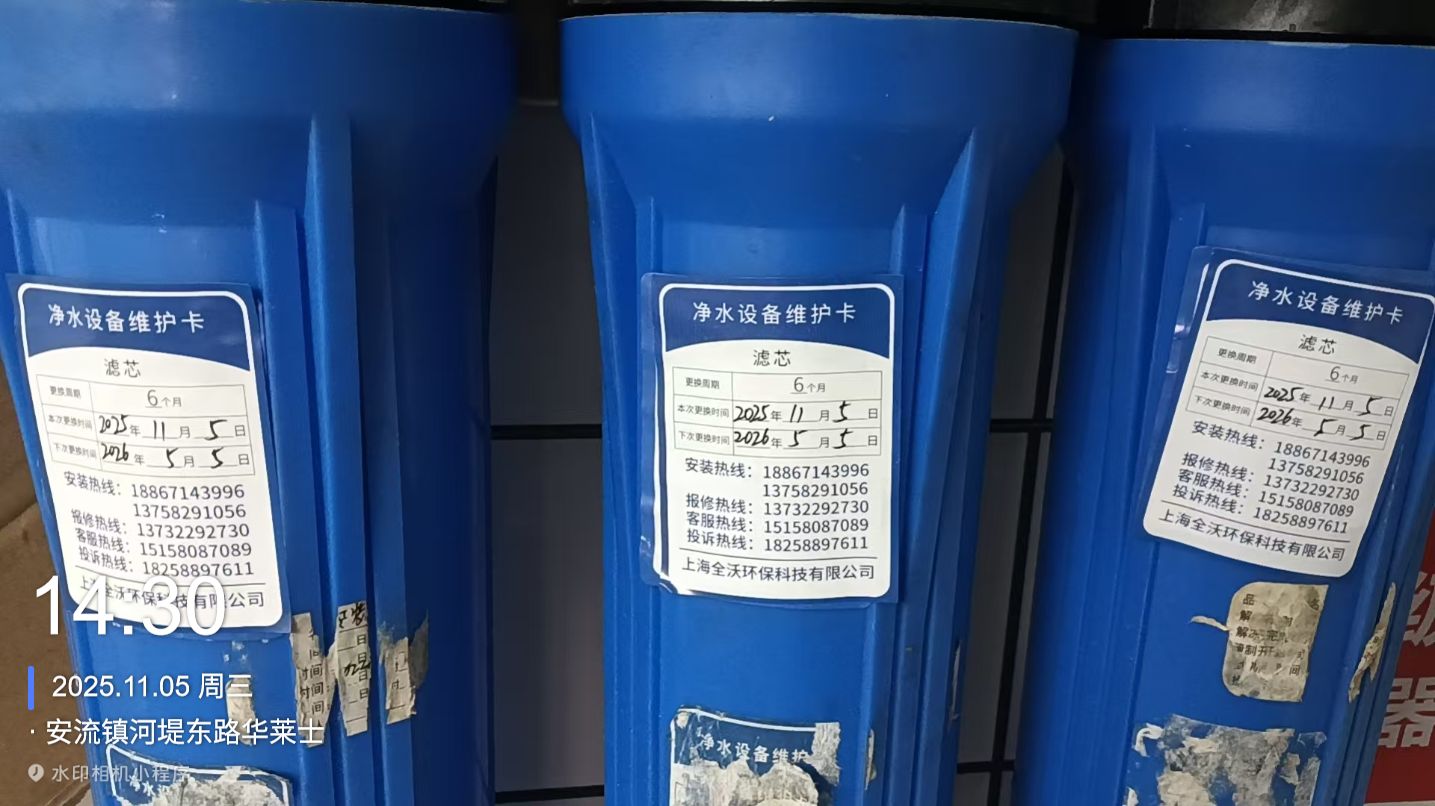 净水设备维护卡
滤芯
更换周期 6个月
本次更换时间 2025年 11月 5日
下次更换时间 2026年 5月 5日
安装热线：18867143996
13758291056
报修热线：13732292730
客服热线：15158087089
投诉热线：18258897611
上海全沃环保科技有限公司
净水设备维护卡
滤芯
更换周期 6个月
本次更换时间 2025年 11月 5日
下次更换时间 2026年 5月 5日
安装热线：18867143996
13758291056
报修热线：13732292730
客服热线：15158087089
投诉热线：18258897611
上海全沃环保科技有限公司
净水设备维护卡
滤芯
更换周期 6个月
本次更换时间 2025年 11月 5日
下次更换时间 2026年 5月 5日
安装热线：18867143996
13758291056
报修热线：13732292730
客服热线：15158087089
投诉热线：18258897611
上海全沃环保科技有限公司
品 名
解
解冻完
间
净水设备维护
净水设
级
器
14:30
2025.11.05 周三
· 安流镇河堤东路华莱士
水印相机小程序